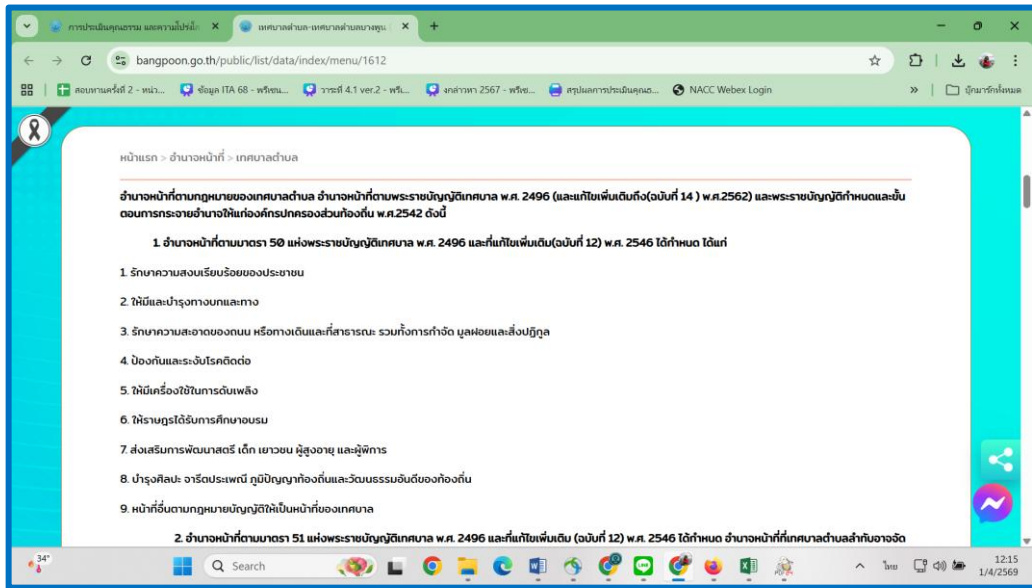 การประเมินคุณธรรม และความโปร่งใ
เทศบาลตำบล-เทศบาลตำบลบางพูน
bangpoon.go.th/public/list/data/index/menu/1612
สอบทานครั้งที่ 2 - หน่ว...
ข้อมูล ITA 68 - พรีเซน...
วาระที่ 4.1 ver.2 - พรีเ...
งกล่าวหา 2567 - พรีเซ...
สรุปผลการประเมินคุณธ...
NACC Webex Login
บุ๊กมาร์กทั้งหมด
หน้าแรก > อำนาจหน้าที่ > เทศบาลตำบล
อำนาจหน้าที่ตามกฎหมายของเทศบาลตำบล อำนาจหน้าที่ตามพระราชบัญญัติเทศบาล พ.ศ. 2496 (และแก้ไขเพิ่มเติมถึง(ฉบับที่ 14 ) พ.ศ.2562) และพระราชบัญญัติกำหนดและขั้น
ตอนการกระจายอำนาจให้แก่องค์กรปกครองส่วนท้องถิ่น พ.ศ.2542 ดังนี้
1. อำนาจหน้าที่ตามมาตรา 50 แห่งพระราชบัญญัติเทศบาล พ.ศ. 2496 และที่แก้ไขเพิ่มเติม(ฉบับที่ 12) พ.ศ. 2546 ได้กำหนด ได้แก่
1. รักษาความสงบเรียบร้อยของประชาชน
2. ให้มีและบำรุงทางบกและทาง
3. รักษาความสะอาดของถนน หรือทางเดินและที่สาธารณะ รวมทั้งการกำจัด มูลฝอยและสิ่งปฏิกูล
4. ป้องกันและระงับโรคติดต่อ
5. ให้มีเครื่องใช้ในการดับเพลิง
6. ให้ราษฎรได้รับการศึกษาอบรม
7. ส่งเสริมการพัฒนาสตรี เด็ก เยาวชน ผู้สูงอายุ และผู้พิการ
8. บำรุงศิลปะ จารีตประเพณี ภูมิปัญญาท้องถิ่นและวัฒนธรรมอันดีของท้องถิ่น
9. หน้าที่อื่นตามกฎหมายบัญญัติให้เป็นหน้าที่ของเทศบาล
2. อำนาจหน้าที่ตามมาตรา 51 แห่งพระราชบัญญัติเทศบาล พ.ศ. 2496 และที่แก้ไขเพิ่มเติม (ฉบับที่ 12) พ.ศ. 2546 ได้กำหนด อำนาจหน้าที่ที่เทศบาลตำบลลำกับอาจจัด
34°
Search
ไทย
12:15
1/4/2569